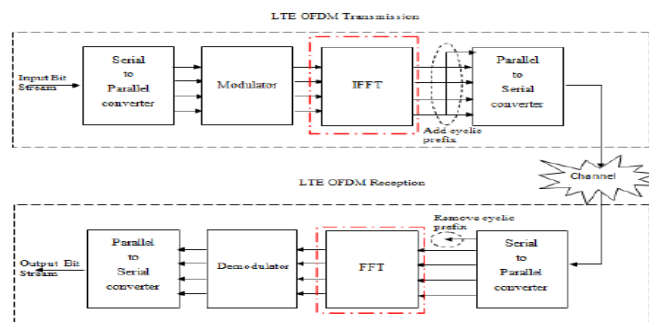 LTE OFDM Transmission
Input Bit
Stream
Serial
to
Parallel
converter
Modulator
IFFT
Add cyclic
prefix
Parallel
to
Serial
converter
Channel
LTE OFDM Reception
Output Bit
Stream
Parallel
to
Serial
converter
Demodulator
FFT
Remove cyclic
prefix
Serial
to
Parallel
converter